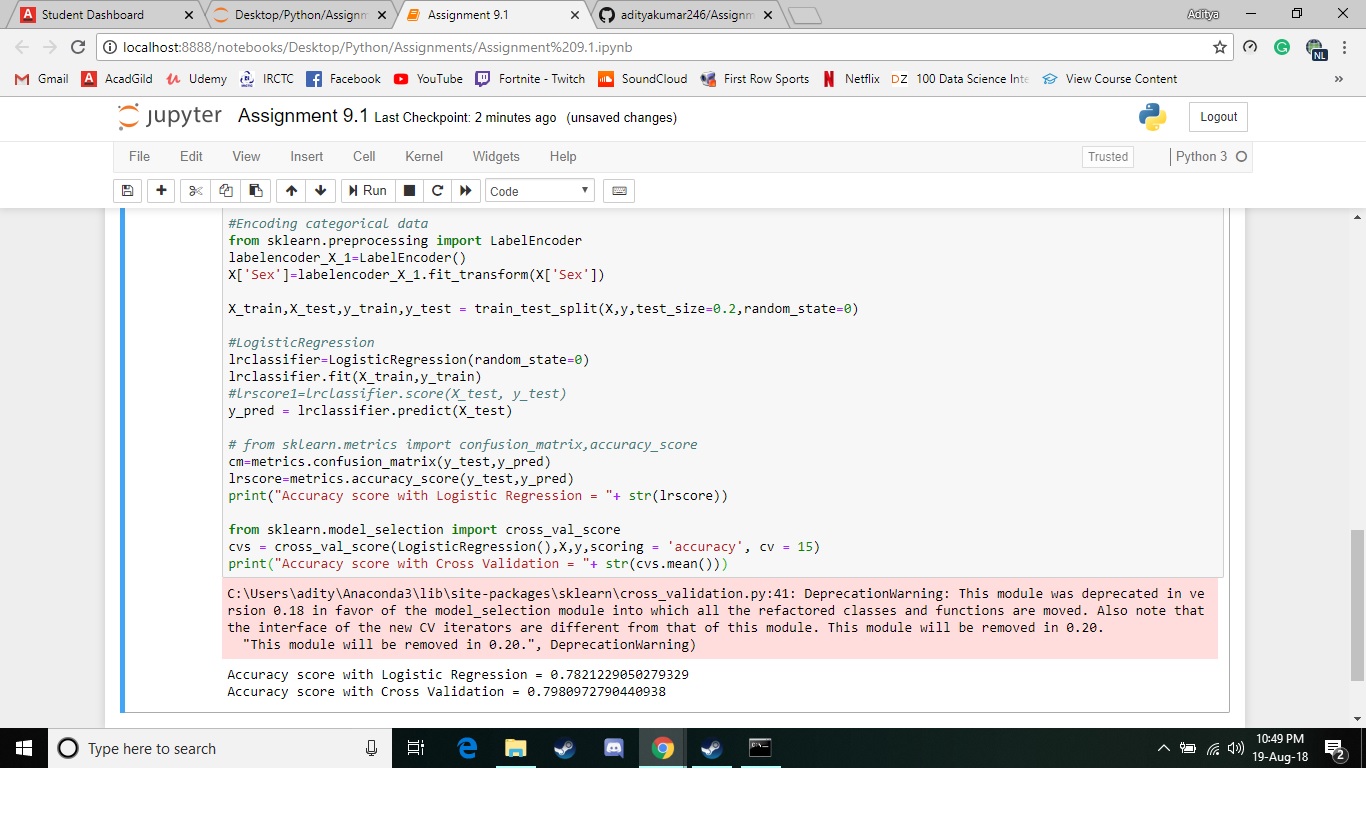 Student Dashboard
Desktop/Python/Assignm
Assignment 9.1
adityakumar246/Assignm
Aditya
localhost:8888/notebooks/Desktop/Python/Assignments/Assignment%209.1.ipynb
NL
Gmail AcadGild Udemy IRCTC Facebook YouTube Fortnite - Twitch SoundCloud First Row Sports Netflix DZ 100 Data Science Inte View Course Content »
jupyter Assignment 9.1 Last Checkpoint: 2 minutes ago (unsaved changes)
Logout
File Edit View Insert Cell Kernel Widgets Help
Trusted
Python 3
Run
Code
#Encoding categorical data
from sklearn.preprocessing import LabelEncoder
labelencoder_X_1=LabelEncoder()
X['Sex']=labelencoder_X_1.fit_transform(X['Sex'])
X_train,X_test,y_train,y_test = train_test_split(X,y,test_size=0.2,random_state=0)
#LogisticRegression
lrclassifier=LogisticRegression(random_state=0)
lrclassifier.fit(X_train,y_train)
#lrscore1=lrclassifier.score(X_test, y_test)
y_pred = lrclassifier.predict(X_test)
# from sklearn.metrics import confusion_matrix,accuracy_score
cm=metrics.confusion_matrix(y_test,y_pred)
lrscore=metrics.accuracy_score(y_test,y_pred)
print("Accuracy score with Logistic Regression = "+ str(lrscore))
from sklearn.model_selection import cross_val_score
cvs = cross_val_score(LogisticRegression(),X,y,scoring = 'accuracy', cv = 15)
print("Accuracy score with Cross Validation = "+ str(cvs.mean()))
C:\Users\adity\Anaconda3\lib\site-packages\sklearn\cross_validation.py:41: DeprecationWarning: This module was deprecated in ve
rsion 0.18 in favor of the model_selection module into which all the refactored classes and functions are moved. Also note that
the interface of the new CV iterators are different from that of this module. This module will be removed in 0.20.
"This module will be removed in 0.20.", DeprecationWarning)
Accuracy score with Logistic Regression = 0.7821229050279329
Accuracy score with Cross Validation = 0.7980972790440938
Type here to search
10:49 PM
19-Aug-18
2